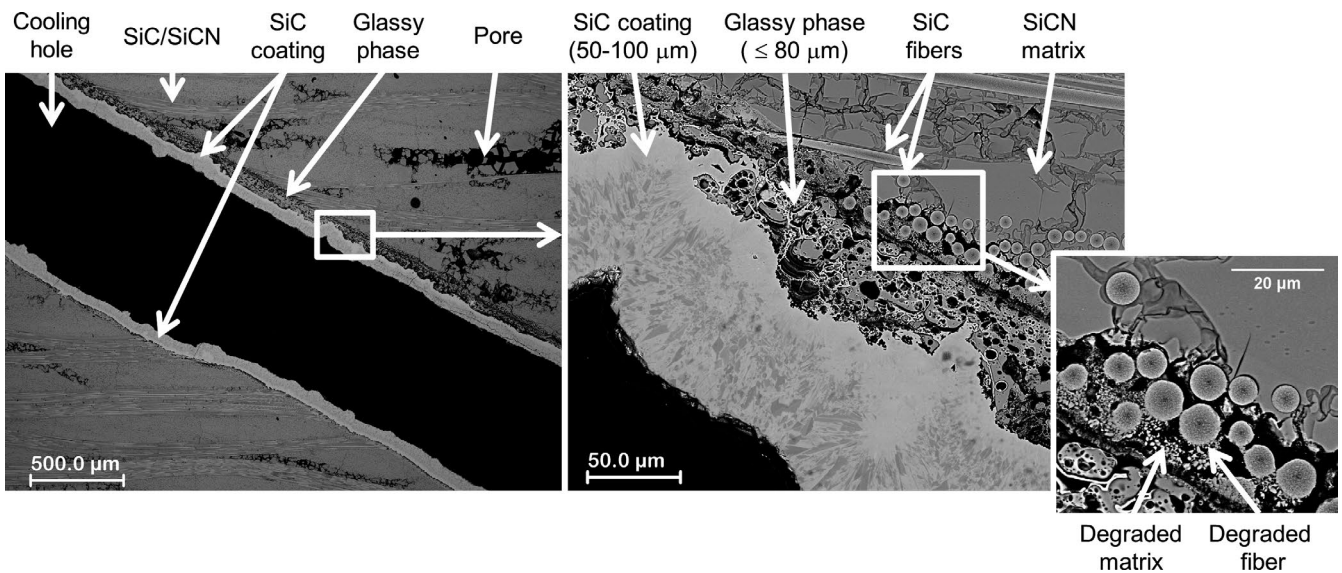 Cooling
hole
SiC/SiCN
SiC
coating
Glassy
phase
Pore
SiC coating
(50-100 µm)
Glassy phase
( ≤ 80 µm)
SiC
fibers
SiCN
matrix
500.0 µm
50.0 µm
20 µm
Degraded
matrix
Degraded
fiber